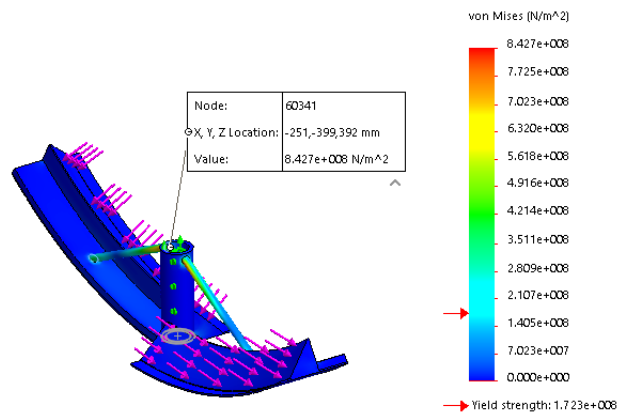 von Mises (N/m^2)
8.427e+008
7.725e+008
7.023e+008
6.320e+008
5.618e+008
4.916e+008
4.214e+008
3.511e+008
2.809e+008
2.107e+008
1.405e+008
7.023e+007
0.000e+000
Yield strength: 1.723e+008
Node: 60341
X, Y, Z Location: -251,-399,392 mm
Value: 8.427e+008 N/m^2